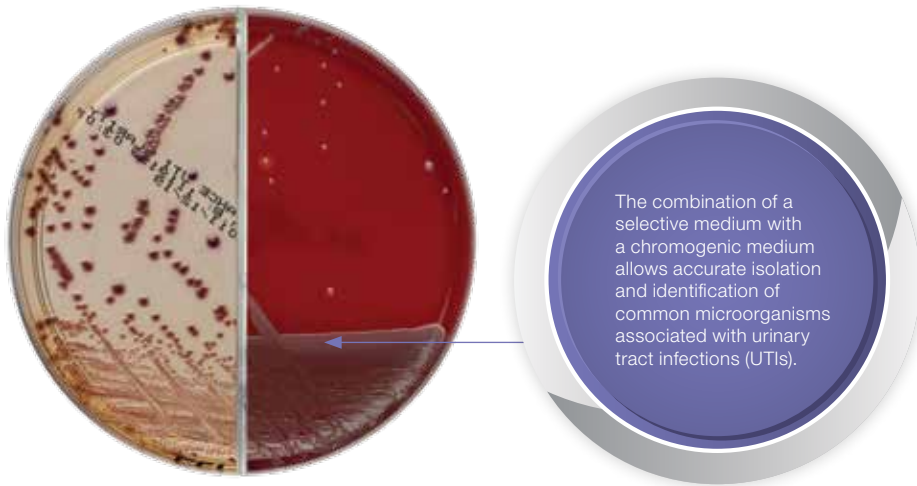 The combination of a
selective medium with
a chromogenic medium
allows accurate isolation
and identification of
common microorganisms
associated with urinary
tract infections (UTIs).